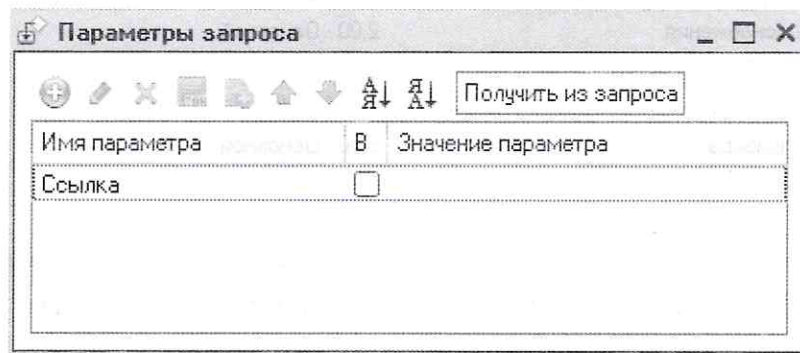 Параметры запроса
Получить из запроса
Имя параметра В Значение параметра
Ссылка